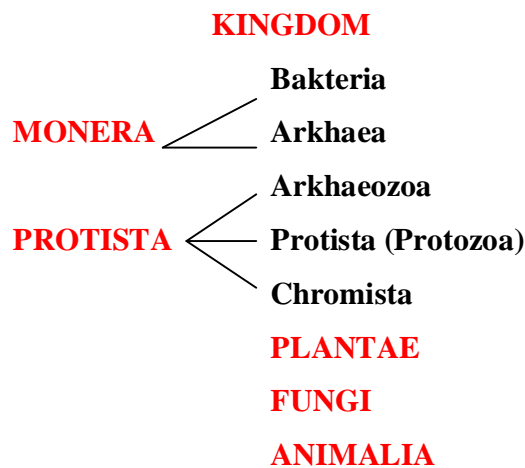 KINGDOM
Bakteria
MONERA Arkhaea
Arkhaeozoa
PROTISTA Protista (Protozoa)
Chromista
PLANTAE
FUNGI
ANIMALIA